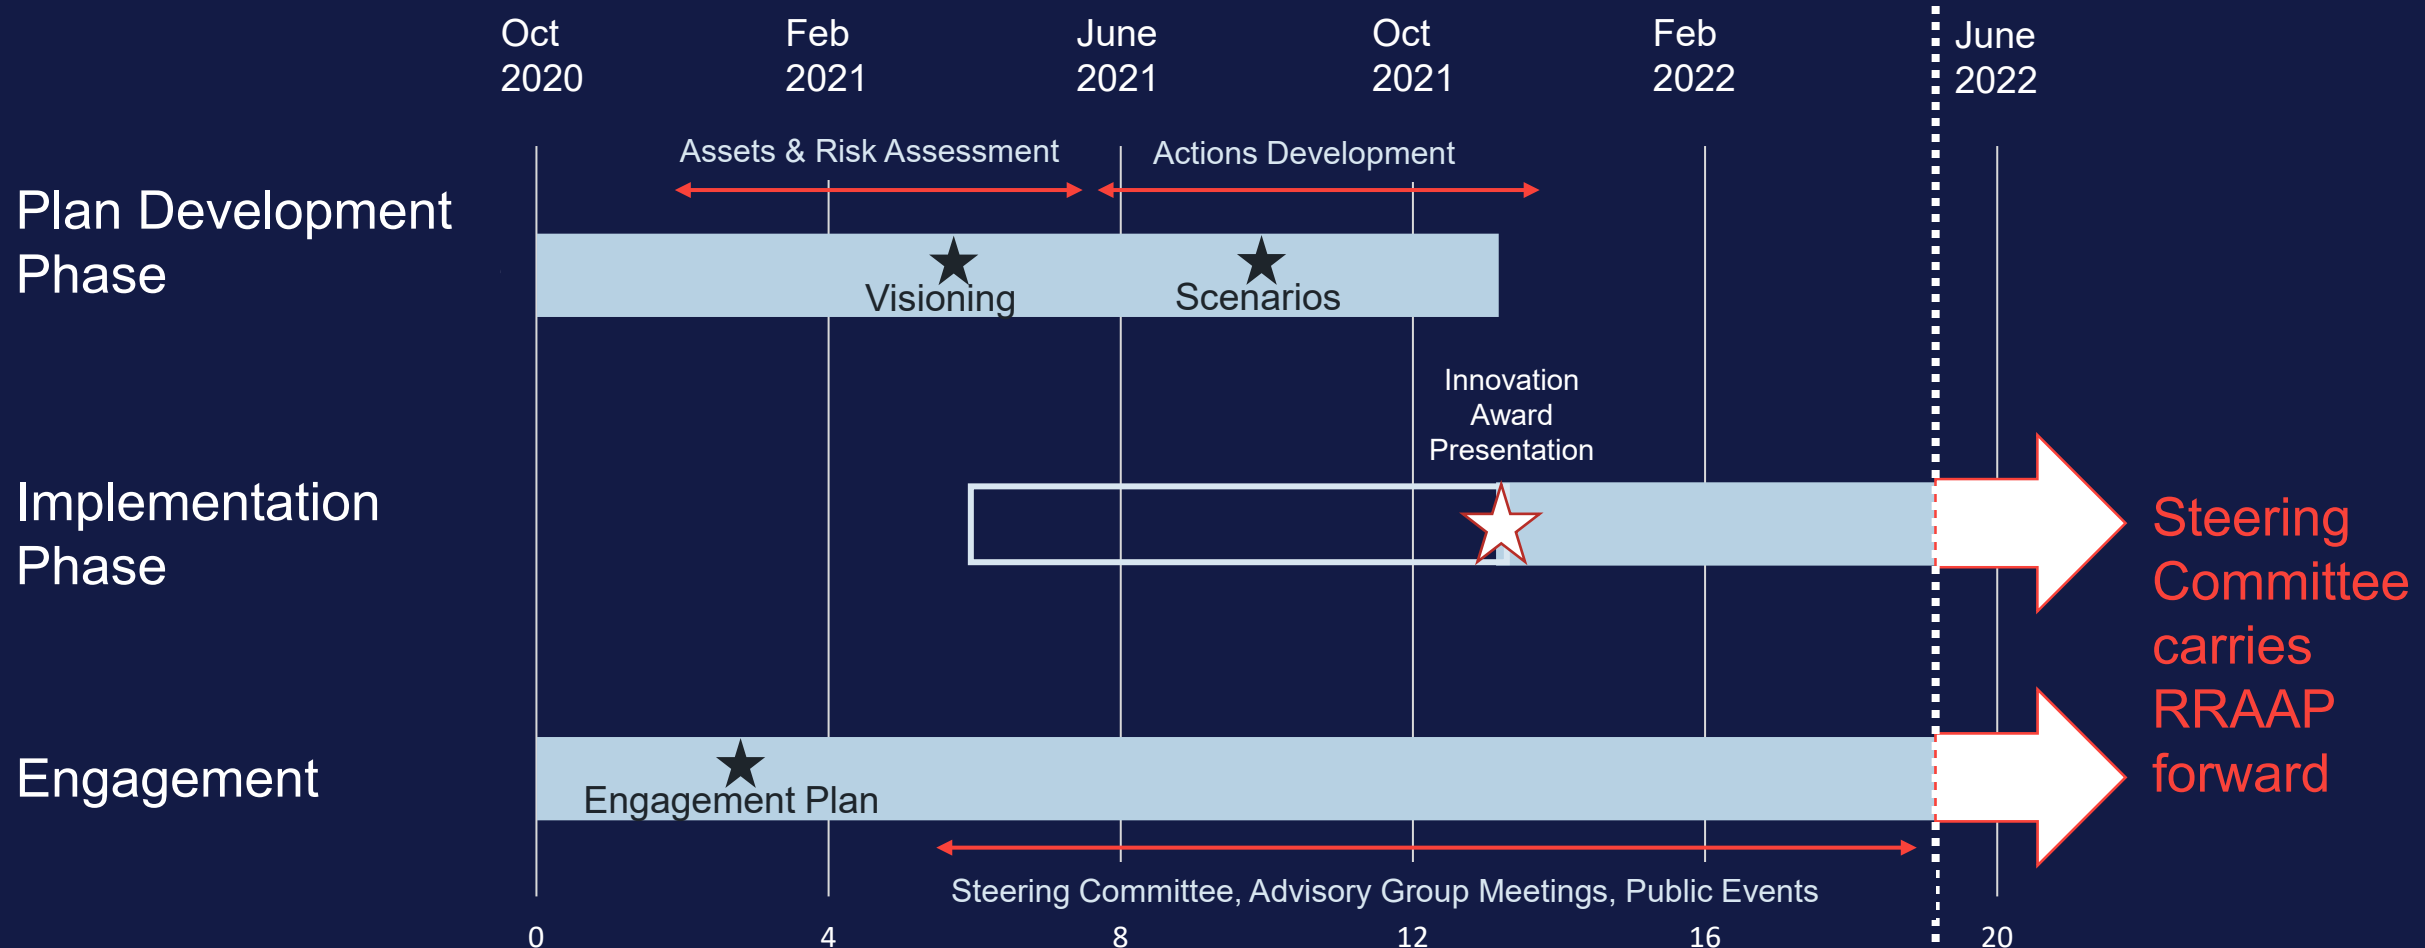 Oct
2020
Feb
2021
June
2021
Oct
2021
Feb
2022
June
2022
Assets & Risk Assessment
Actions Development
Plan Development
Phase
Visioning
Scenarios
Innovation
Award
Presentation
Implementation
Phase
Steering
Committee
carries
RRAAP
forward
Engagement
Engagement Plan
Steering Committee, Advisory Group Meetings, Public Events
0
4
8
12
16
20